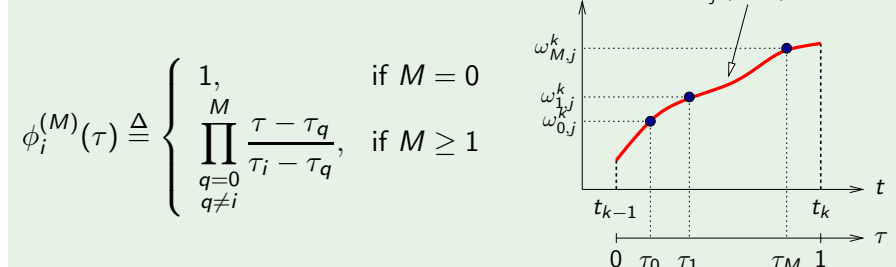 φ_i^{(M)}(τ) ≜ { 1, if M = 0
∏_{q=0, q≠i}^{M} (τ − τ_q)/(τ_i − τ_q), if M ≥ 1
ω^k_{M,j}
ω^k_{1,j}
ω^k_{0,j}
t
t_{k−1} t_k
τ
0 τ_0 τ_1 τ_M 1